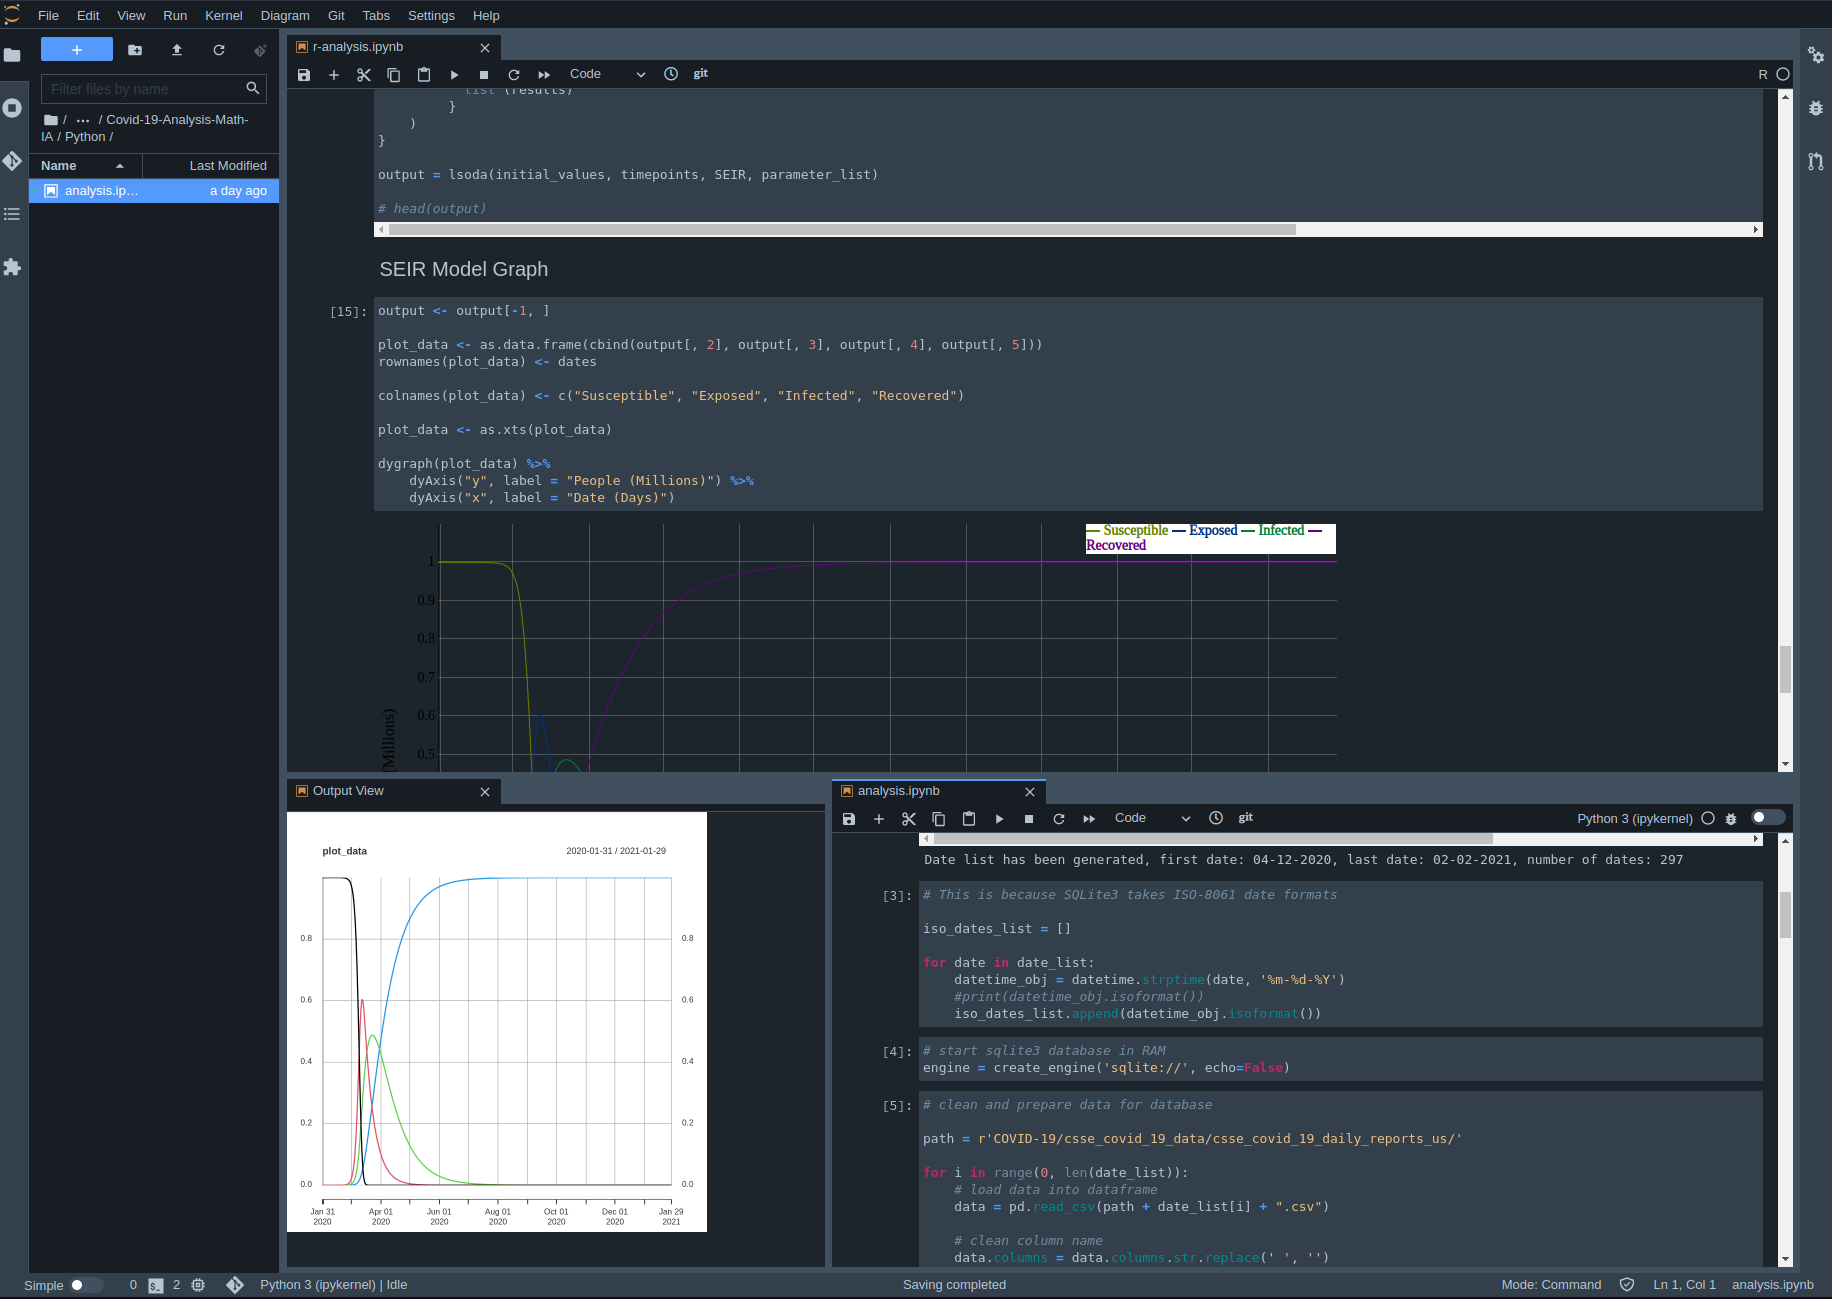 File Edit View Run Kernel Diagram Git Tabs Settings Help
Filter files by name
/ ... / Covid-19-Analysis-Math-
IA / Python /
Name Last Modified
analysis.ip… a day ago
r-analysis.ipynb
Code git R
list (results)
}
)
}
output = lsoda(initial_values, timepoints, SEIR, parameter_list)
# head(output)
SEIR Model Graph
[15]:
output <- output[-1, ]
plot_data <- as.data.frame(cbind(output[, 2], output[, 3], output[, 4], output[, 5]))
rownames(plot_data) <- dates
colnames(plot_data) <- c("Susceptible", "Exposed", "Infected", "Recovered")
plot_data <- as.xts(plot_data)
dygraph(plot_data) %>%
dyAxis("y", label = "People (Millions)") %>%
dyAxis("x", label = "Date (Days)")
Susceptible Exposed Infected
Recovered
1
0.9
0.8
0.7
0.6
0.5
(Millions)
Output View
plot_data 2020-01-31 / 2021-01-29
0.8 0.8
0.6 0.6
0.4 0.4
0.2 0.2
0.0 0.0
Jan 31 Apr 01 Jun 01 Aug 01 Oct 01 Dec 01 Jan 29
2020 2020 2020 2020 2020 2020 2021
analysis.ipynb
Code git Python 3 (ipykernel)
Date list has been generated, first date: 04-12-2020, last date: 02-02-2021, number of dates: 297
[3]:
# This is because SQLite3 takes ISO-8061 date formats
iso_dates_list = []
for date in date_list:
datetime_obj = datetime.strptime(date, '%m-%d-%Y')
#print(datetime_obj.isoformat())
iso_dates_list.append(datetime_obj.isoformat())
[4]:
# start sqlite3 database in RAM
engine = create_engine('sqlite://', echo=False)
[5]:
# clean and prepare data for database
path = r'COVID-19/csse_covid_19_data/csse_covid_19_daily_reports_us/'
for i in range(0, len(date_list)):
# load data into dataframe
data = pd.read_csv(path + date_list[i] + ".csv")
# clean column name
data.columns = data.columns.str.replace(' ', '')
Simple 0 $_ 2 Python 3 (ipykernel) | Idle Saving completed Mode: Command Ln 1, Col 1 analysis.ipynb